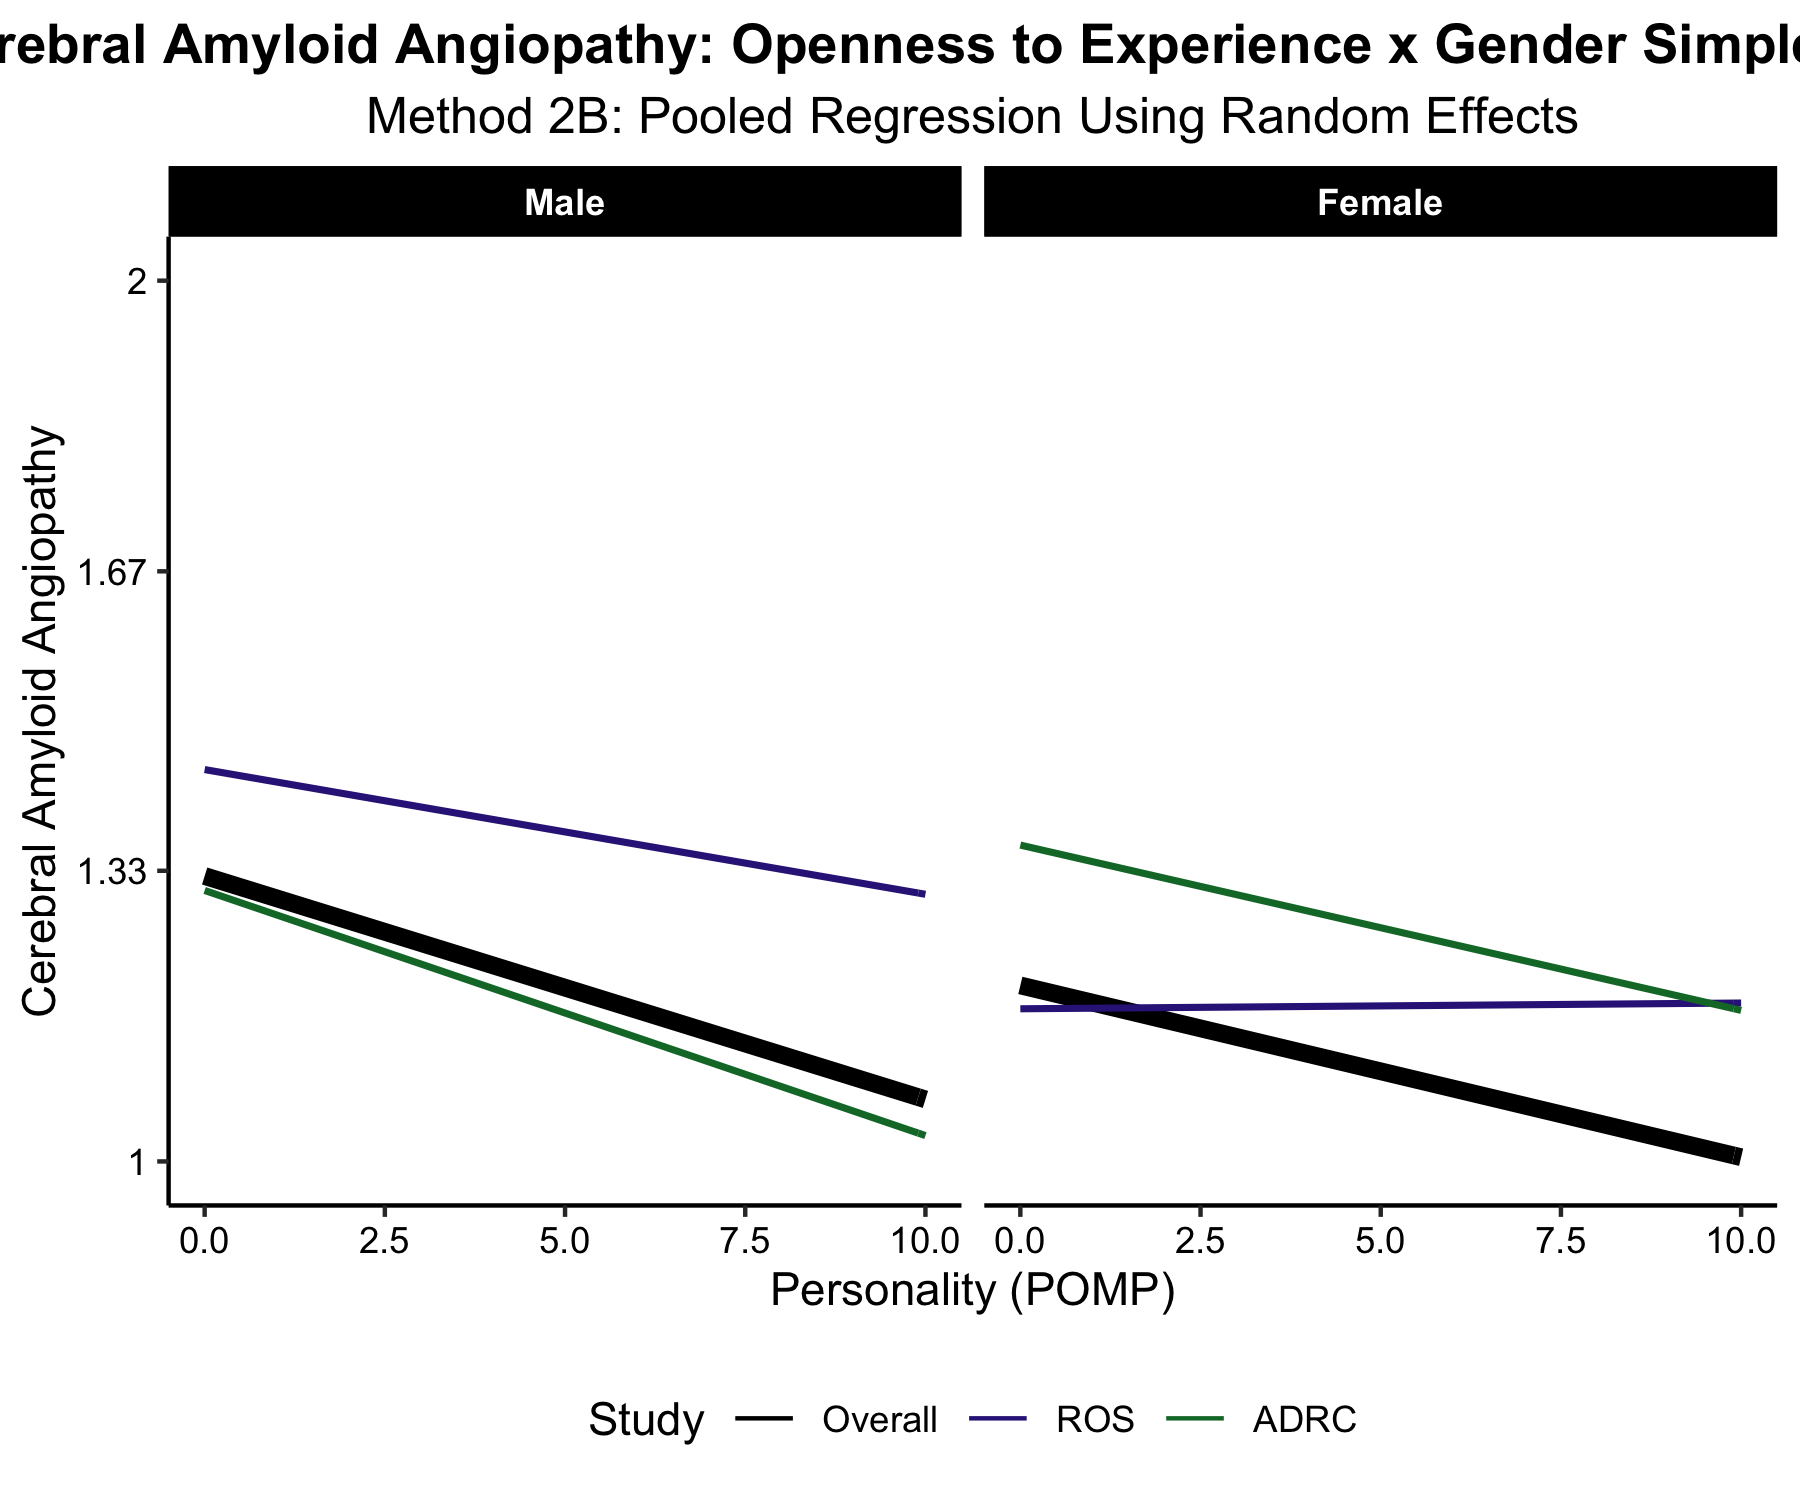 rebral Amyloid Angiopathy: Openness to Experience x Gender Simple
Method 2B: Pooled Regression Using Random Effects
Male
Female
Cerebral Amyloid Angiopathy
2
1.67
1.33
1
0.0 2.5 5.0 7.5 10.0
0.0 2.5 5.0 7.5 10.0
Personality (POMP)
Study Overall ROS ADRC